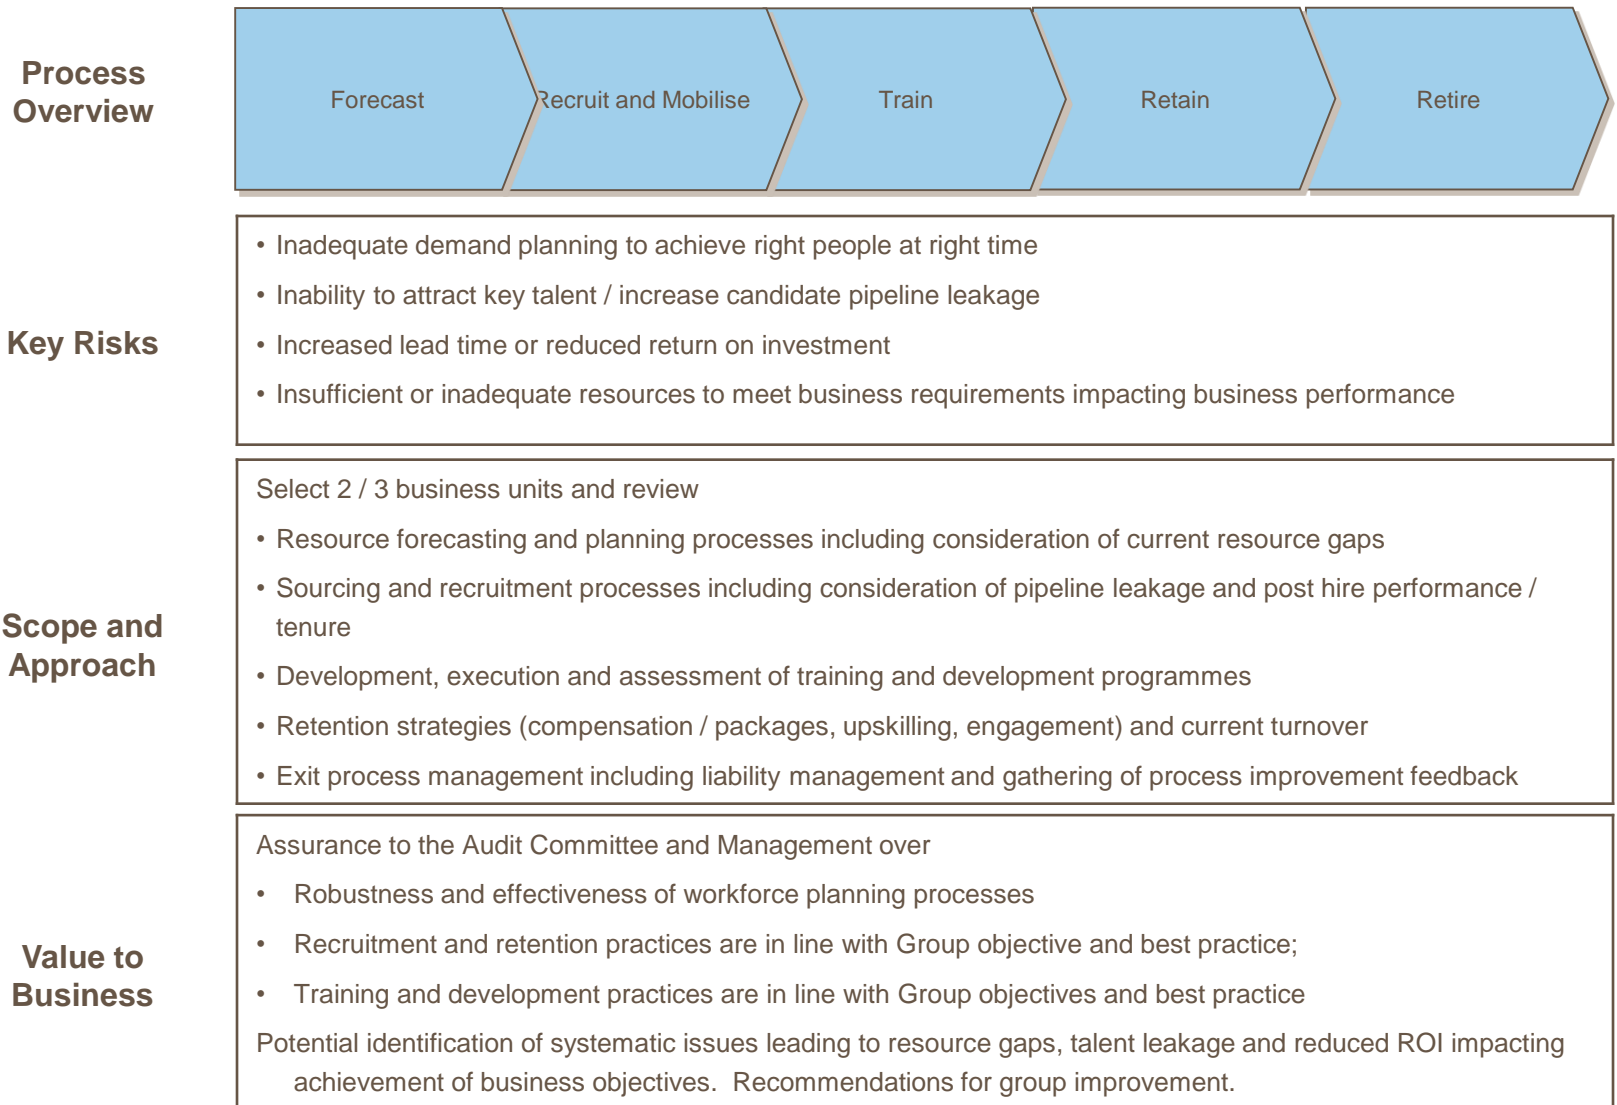 Process
Overview
Forecast
Recruit and Mobilise
Train
Retain
Retire
Key Risks
• Inadequate demand planning to achieve right people at right time
• Inability to attract key talent / increase candidate pipeline leakage
• Increased lead time or reduced return on investment
• Insufficient or inadequate resources to meet business requirements impacting business performance
Scope and
Approach
Select 2 / 3 business units and review
• Resource forecasting and planning processes including consideration of current resource gaps
• Sourcing and recruitment processes including consideration of pipeline leakage and post hire performance /
tenure
• Development, execution and assessment of training and development programmes
• Retention strategies (compensation / packages, upskilling, engagement) and current turnover
• Exit process management including liability management and gathering of process improvement feedback
Value to
Business
Assurance to the Audit Committee and Management over
• Robustness and effectiveness of workforce planning processes
• Recruitment and retention practices are in line with Group objective and best practice;
• Training and development practices are in line with Group objectives and best practice
Potential identification of systematic issues leading to resource gaps, talent leakage and reduced ROI impacting
achievement of business objectives.  Recommendations for group improvement.